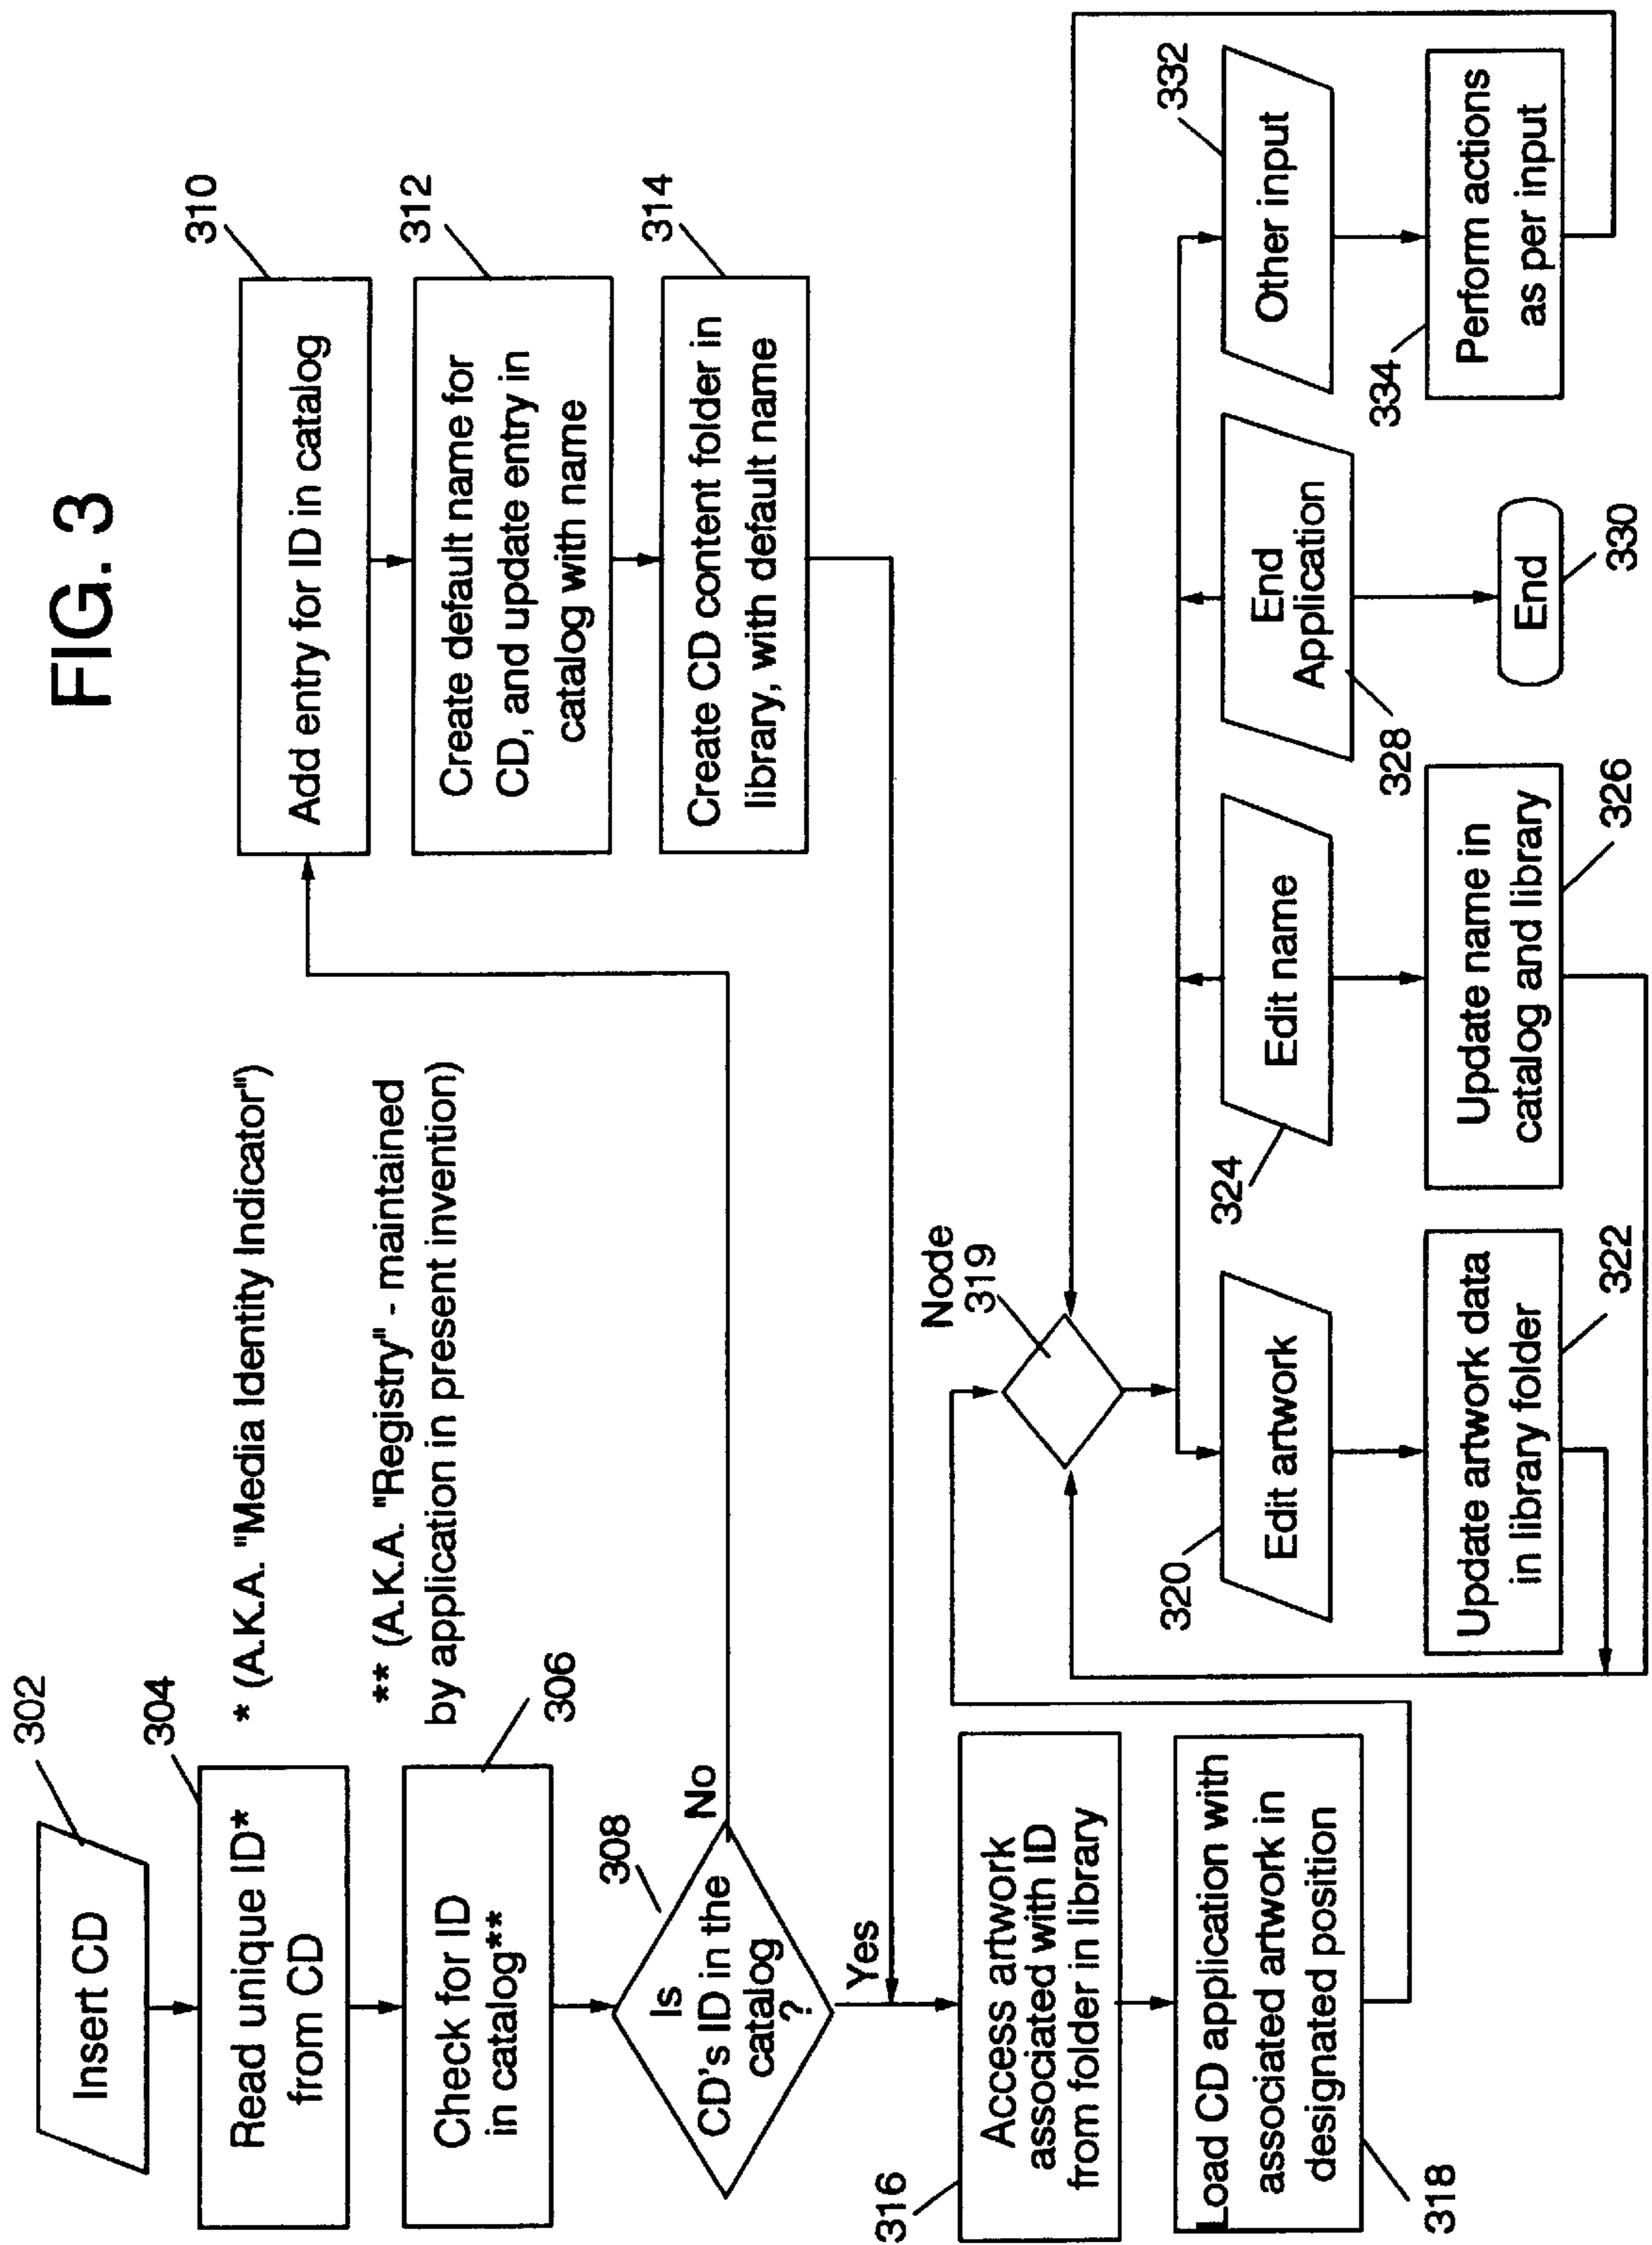 FIG. 3
302
Insert CD
304
Read unique ID*
from CD
* (A.K.A. "Media Identity Indicator")
306
Check for ID
in catalog**
** (A.K.A. "Registry" - maintained
by application in present invention)
308
Is
CD's ID in the
catalog
?
No
Yes
310
Add entry for ID in catalog
312
Create default name for
CD, and update entry in
catalog with name
314
Create CD content folder in
library, with default name
316
Access artwork
associated with ID
from folder in library
318
Load CD application with
associated artwork in
designated position
Node
319
320
Edit artwork
322
Update artwork data
in library folder
324
Edit name
326
Update name in
catalog and library
328
End
Application
End
330
332
Other input
334
Perform actions
as per input